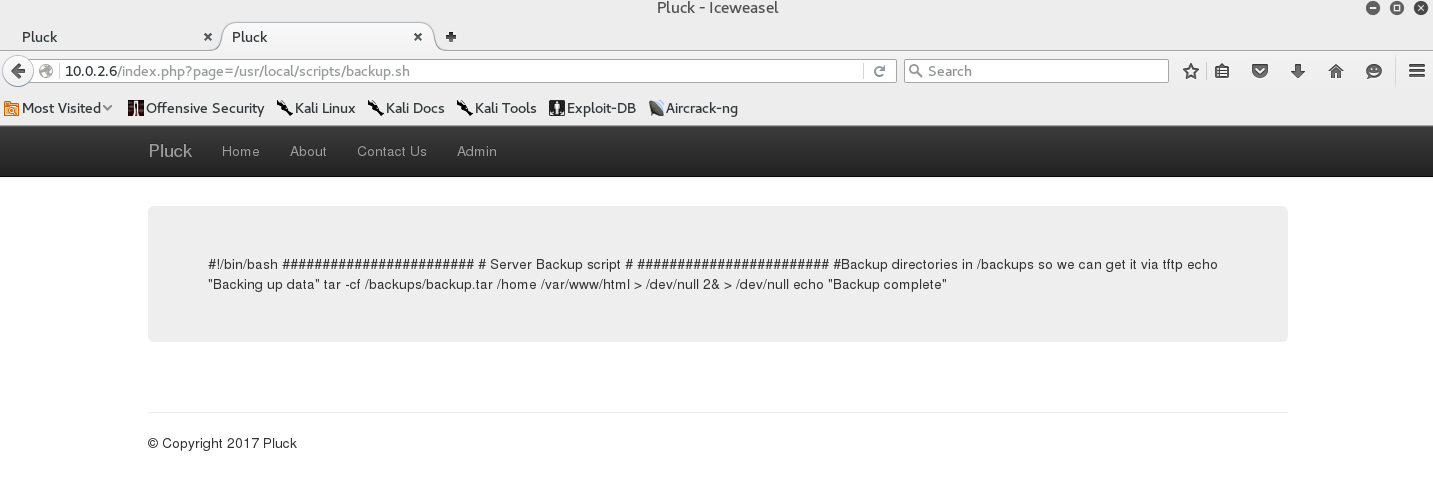 Pluck - Iceweasel
Pluck
Pluck
10.0.2.6/index.php?page=/usr/local/scripts/backup.sh
Search
Most Visited
Offensive Security
Kali Linux
Kali Docs
Kali Tools
Exploit-DB
Aircrack-ng
Pluck
Home
About
Contact Us
Admin
#!/bin/bash ######################## # Server Backup script # ######################## #Backup directories in /backups so we can get it via tftp echo
"Backing up data" tar -cf /backups/backup.tar /home /var/www/html > /dev/null 2& > /dev/null echo "Backup complete"
© Copyright 2017 Pluck